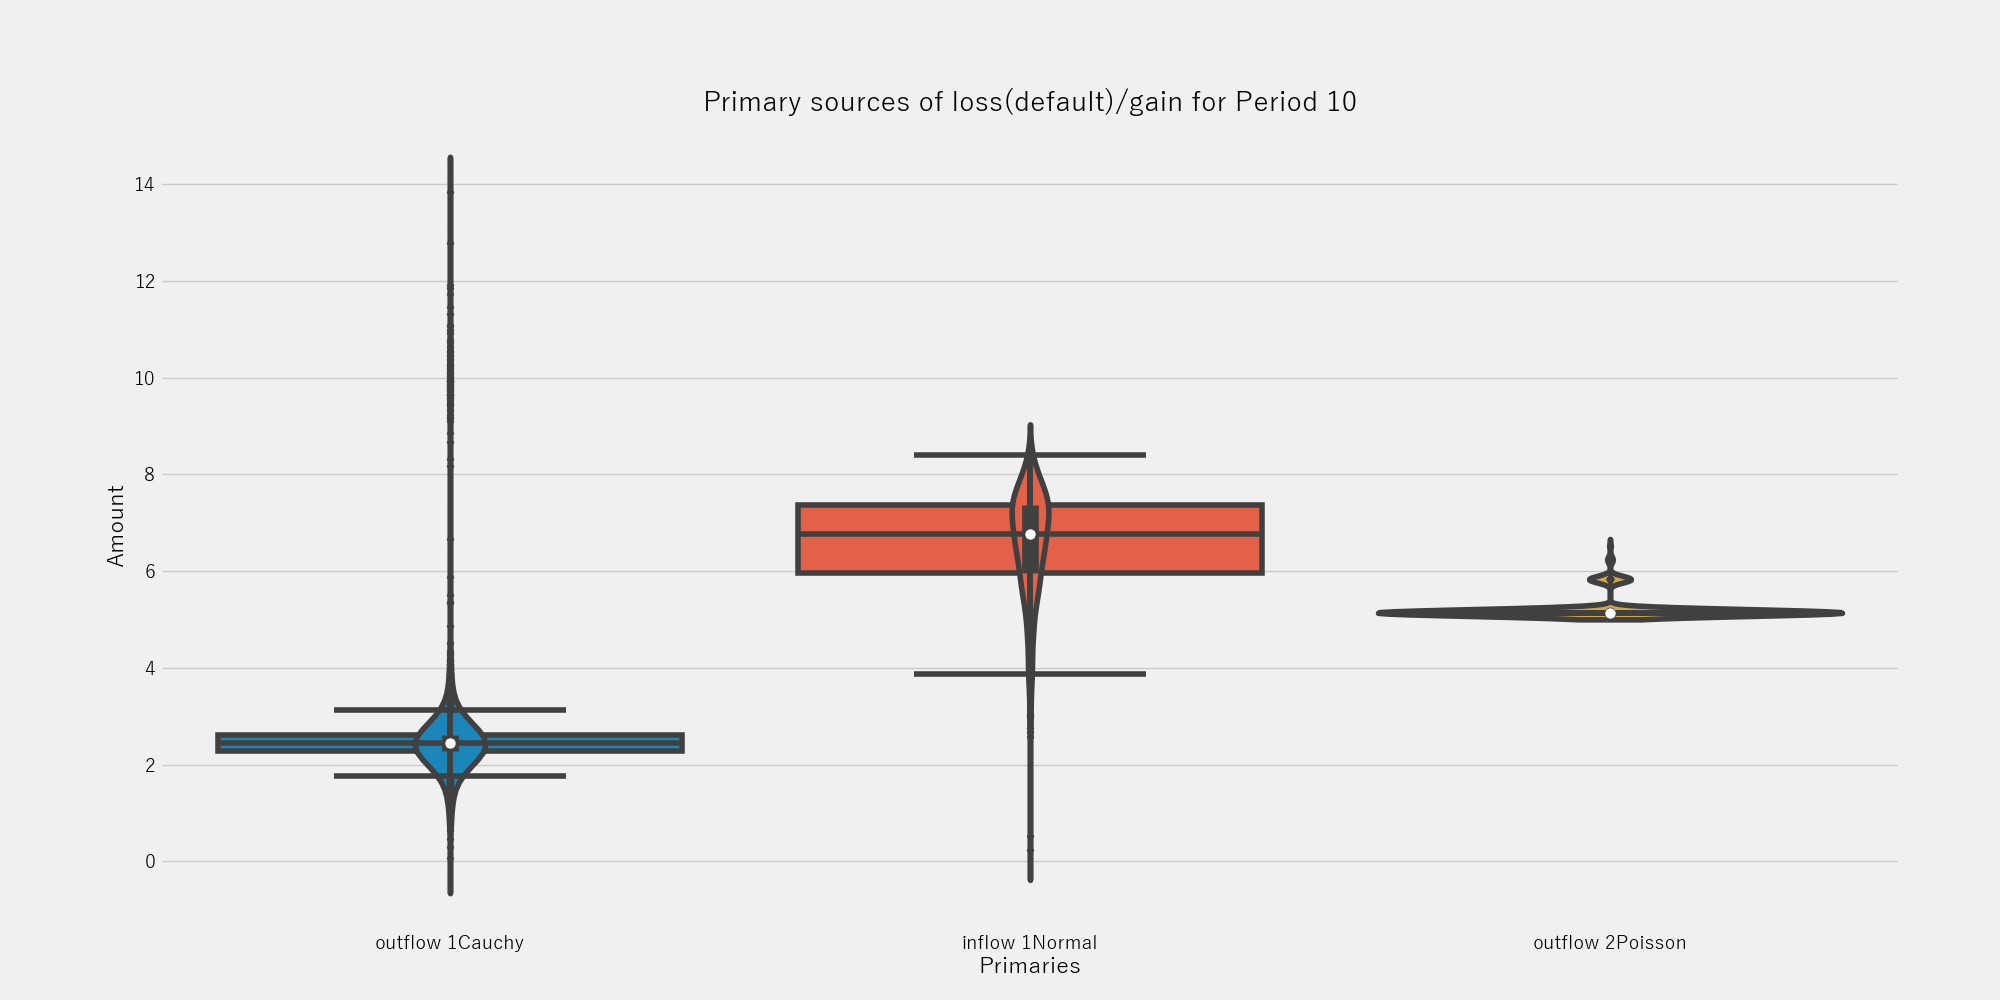 Primary sources of loss(default)/gain for Period 10
Amount
14
12
10
8
6
4
2
0
outflow 1Cauchy
inflow 1Normal
outflow 2Poisson
Primaries